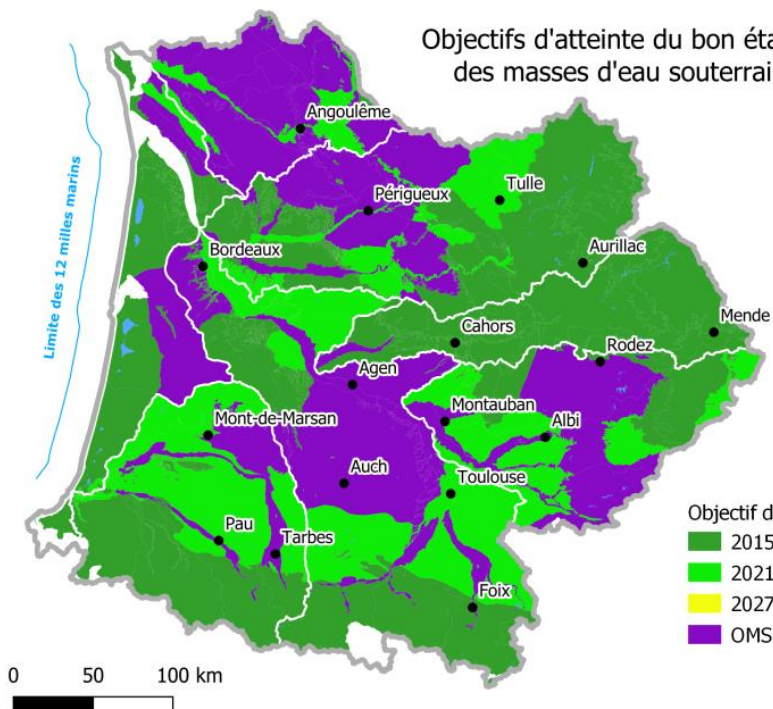 Objectifs d'atteinte du bon éta
des masses d'eau souterrai
Limite des 12 milles marins
Angoulême
Périgueux
Tulle
Bordeaux
Aurillac
Cahors
Mende
Rodez
Agen
Montauban
Albi
Mont-de-Marsan
Auch
Toulouse
Pau
Tarbes
Foix
Objectif d
2015
2021
2027
OMS
0 50 100 km